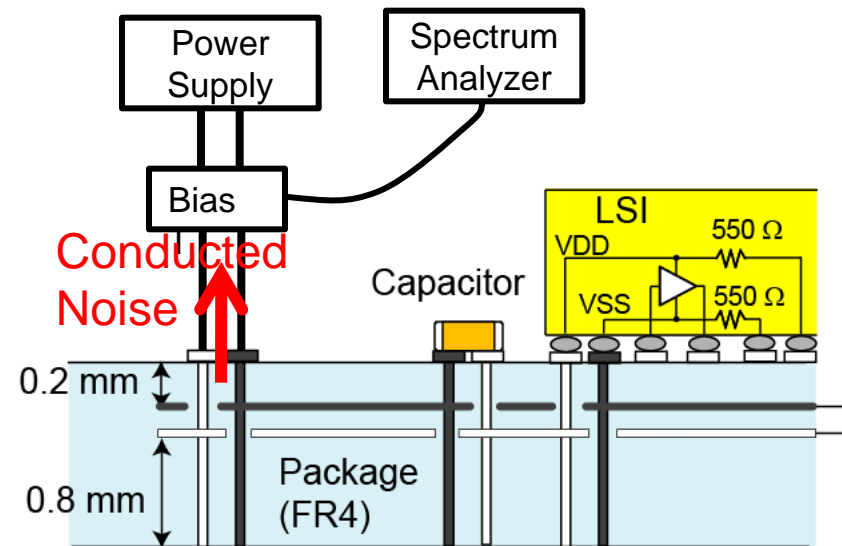 Power
Supply
Spectrum
Analyzer
Bias
Conducted
Noise
Capacitor
LSI
VDD
550 Ω
VSS
550 Ω
0.2 mm
0.8 mm
Package
(FR4)